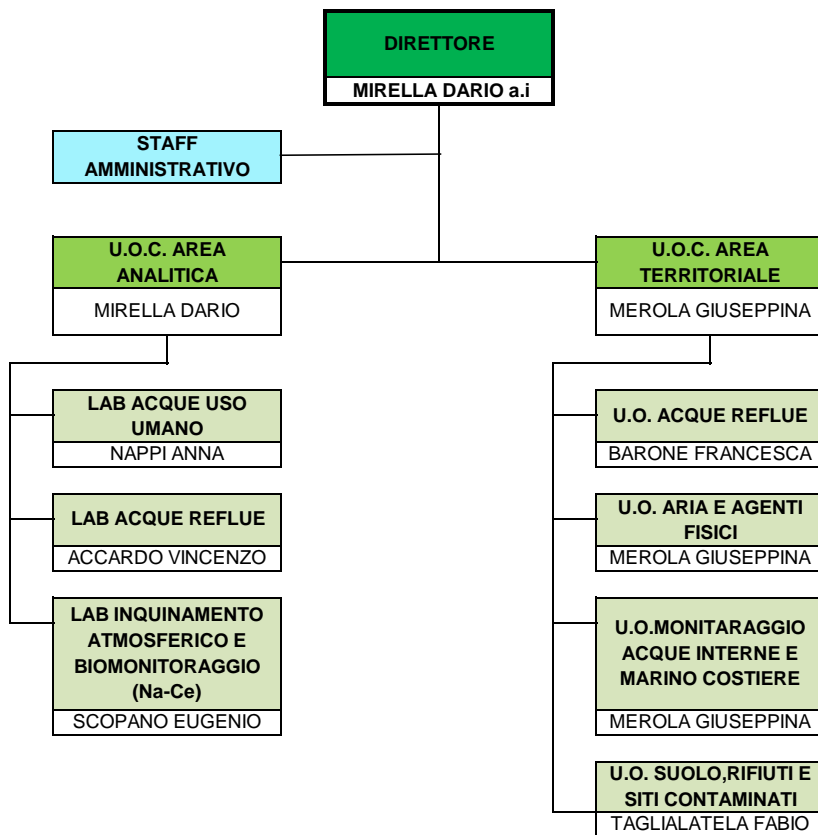 DIRETTORE
MIRELLA DARIO a.i
STAFF
AMMINISTRATIVO
U.O.C. AREA
ANALITICA
MIRELLA DARIO
LAB ACQUE USO
UMANO
NAPPI ANNA
LAB ACQUE REFLUE
ACCARDO VINCENZO
LAB INQUINAMENTO
ATMOSFERICO E
BIOMONITORAGGIO
(Na-Ce)
SCOPANO EUGENIO
U.O.C. AREA
TERRITORIALE
MEROLA GIUSEPPINA
U.O. ACQUE REFLUE
BARONE FRANCESCA
U.O. ARIA E AGENTI
FISICI
MEROLA GIUSEPPINA
U.O.MONITARAGGIO
ACQUE INTERNE E
MARINO COSTIERE
MEROLA GIUSEPPINA
U.O. SUOLO,RIFIUTI E
SITI CONTAMINATI
TAGLIALATELA FABIO